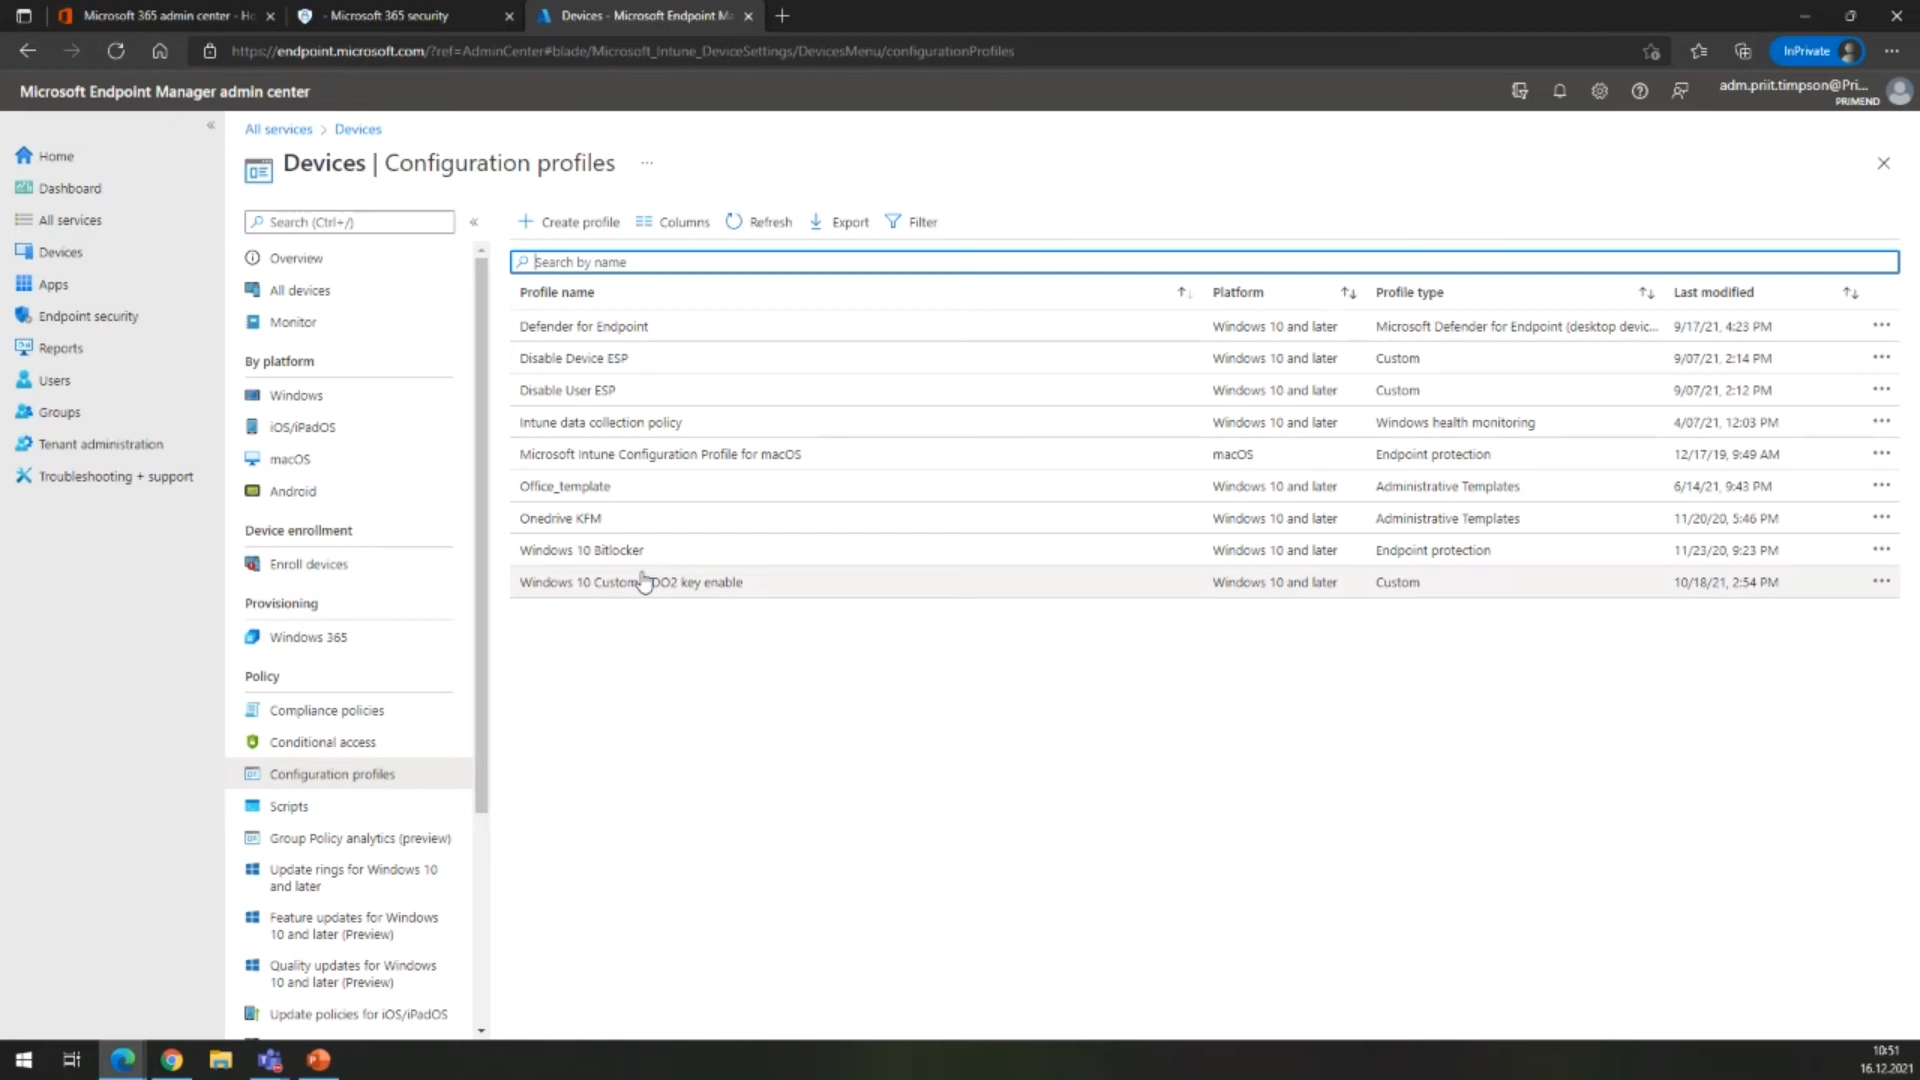 Microsoft 365 admin center - Ho
- Microsoft 365 security
Devices - Microsoft Endpoint Ma
https://endpoint.microsoft.com/?ref=AdminCenter#blade/Microsoft_Intune_DeviceSettings/DevicesMenu/configurationProfiles
InPrivate
Microsoft Endpoint Manager admin center
adm.priit.timpson@Pri...
PRIMEND
Home
Dashboard
All services
Devices
Apps
Endpoint security
Reports
Users
Groups
Tenant administration
Troubleshooting + support
All services > Devices
Devices | Configuration profiles ...
Search (Ctrl+/)
Overview
All devices
Monitor
By platform
Windows
iOS/iPadOS
macOS
Android
Device enrollment
Enroll devices
Provisioning
Windows 365
Policy
Compliance policies
Conditional access
Configuration profiles
Scripts
Group Policy analytics (preview)
Update rings for Windows 10
and later
Feature updates for Windows
10 and later (Preview)
Quality updates for Windows
10 and later (Preview)
Update policies for iOS/iPadOS
Create profile Columns Refresh Export Filter
Search by name
Profile name Platform Profile type Last modified
Defender for Endpoint Windows 10 and later Microsoft Defender for Endpoint (desktop devic... 9/17/21, 4:23 PM
Disable Device ESP Windows 10 and later Custom 9/07/21, 2:14 PM
Disable User ESP Windows 10 and later Custom 9/07/21, 2:12 PM
Intune data collection policy Windows 10 and later Windows health monitoring 4/07/21, 12:03 PM
Microsoft Intune Configuration Profile for macOS macOS Endpoint protection 12/17/19, 9:49 AM
Office_template Windows 10 and later Administrative Templates 6/14/21, 9:43 PM
Onedrive KFM Windows 10 and later Administrative Templates 11/20/20, 5:46 PM
Windows 10 Bitlocker Windows 10 and later Endpoint protection 11/23/20, 9:23 PM
Windows 10 Custom DO2 key enable Windows 10 and later Custom 10/18/21, 2:54 PM
10:51
16.12.2021